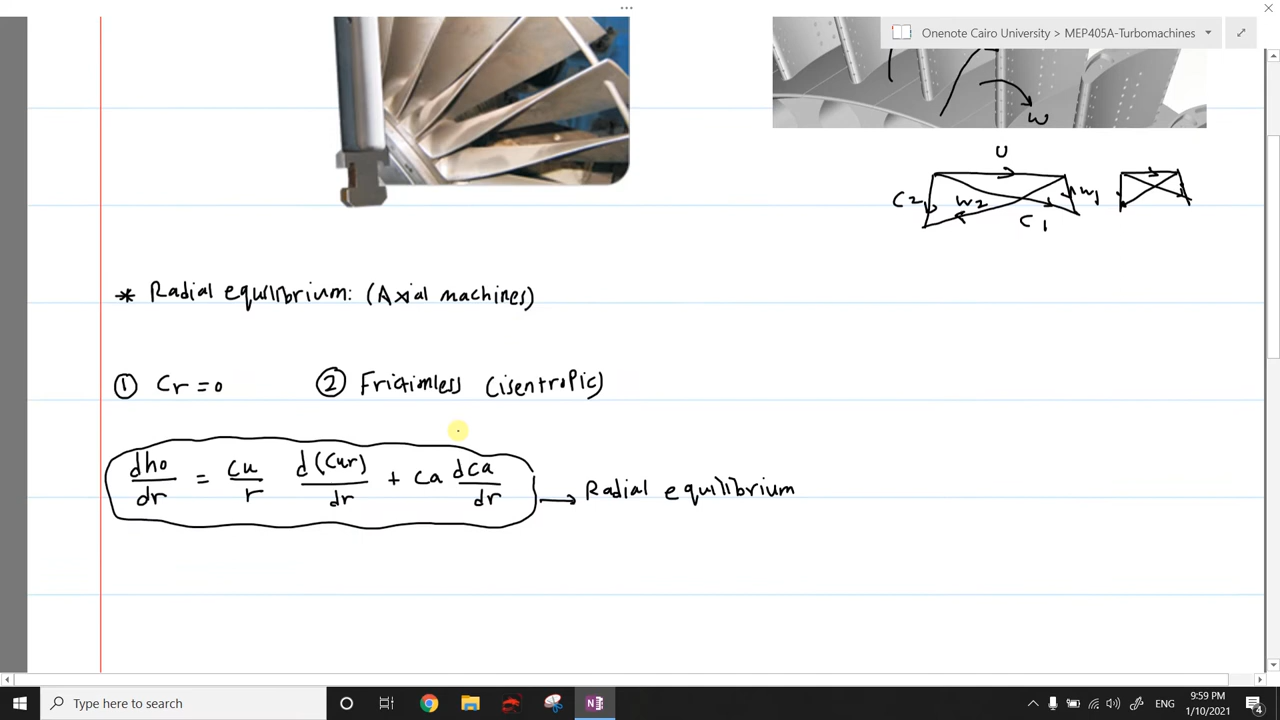 Onenote Cairo University > MEP405A-Turbomachines
W
U
C2 W2 W1
C1
* Radial equilibrium: (Axial machines)
① Cr = 0 ② Frictionless (isentropic)
dho/dr = Cu/r d(Cur)/dr + Ca dCa/dr → Radial equilibrium
Type here to search
ENG
9:59 PM
1/10/2021
4